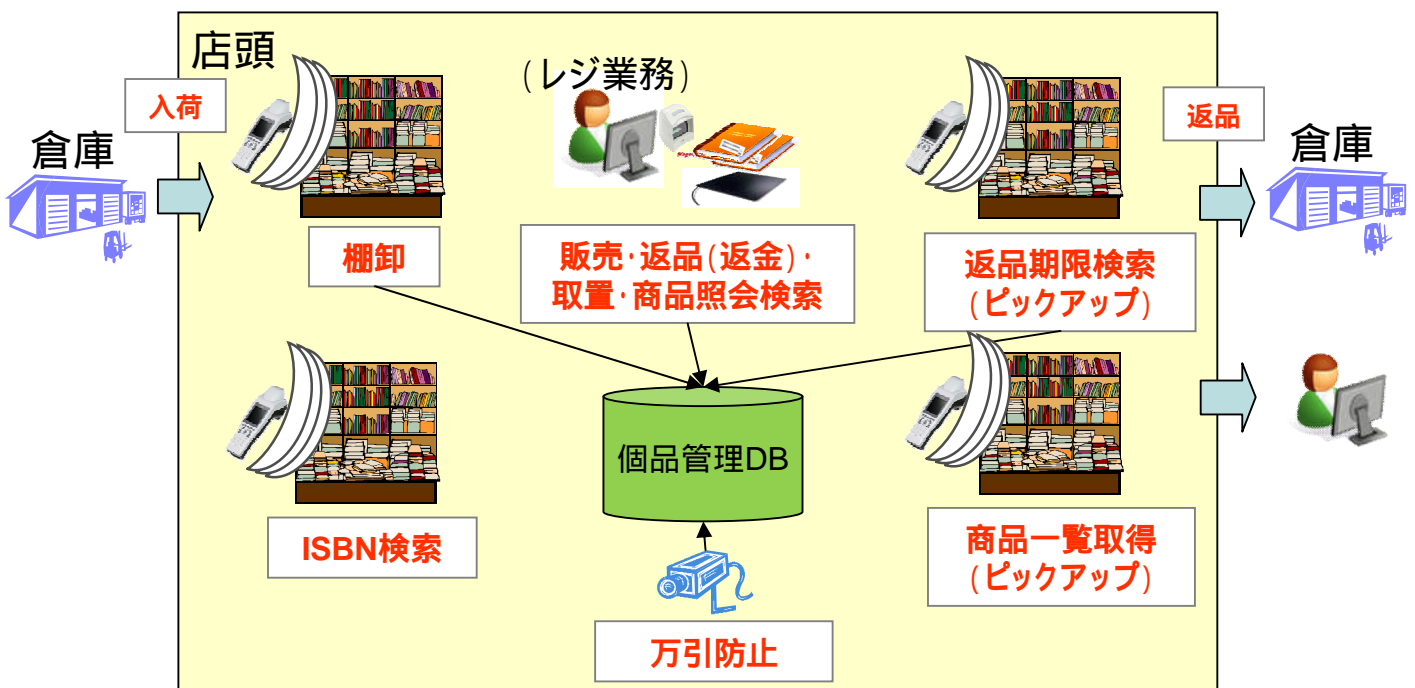 店頭
(レジ業務)
入荷
返品
倉庫
倉庫
棚卸
販売・返品(返金)・
取置・商品照会検索
返品期限検索
(ピックアップ)
個品管理DB
ISBN検索
商品一覧取得
(ピックアップ)
万引防止